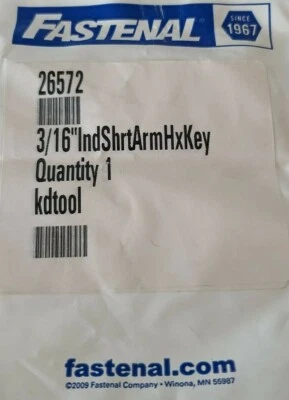 FASTENAL SINCE 1967
26572
3/16"IndShrtArmHxKey
Quantity 1
kdtool
fastenal.com
©2009 Fastenal Company • Winona, MN 55987